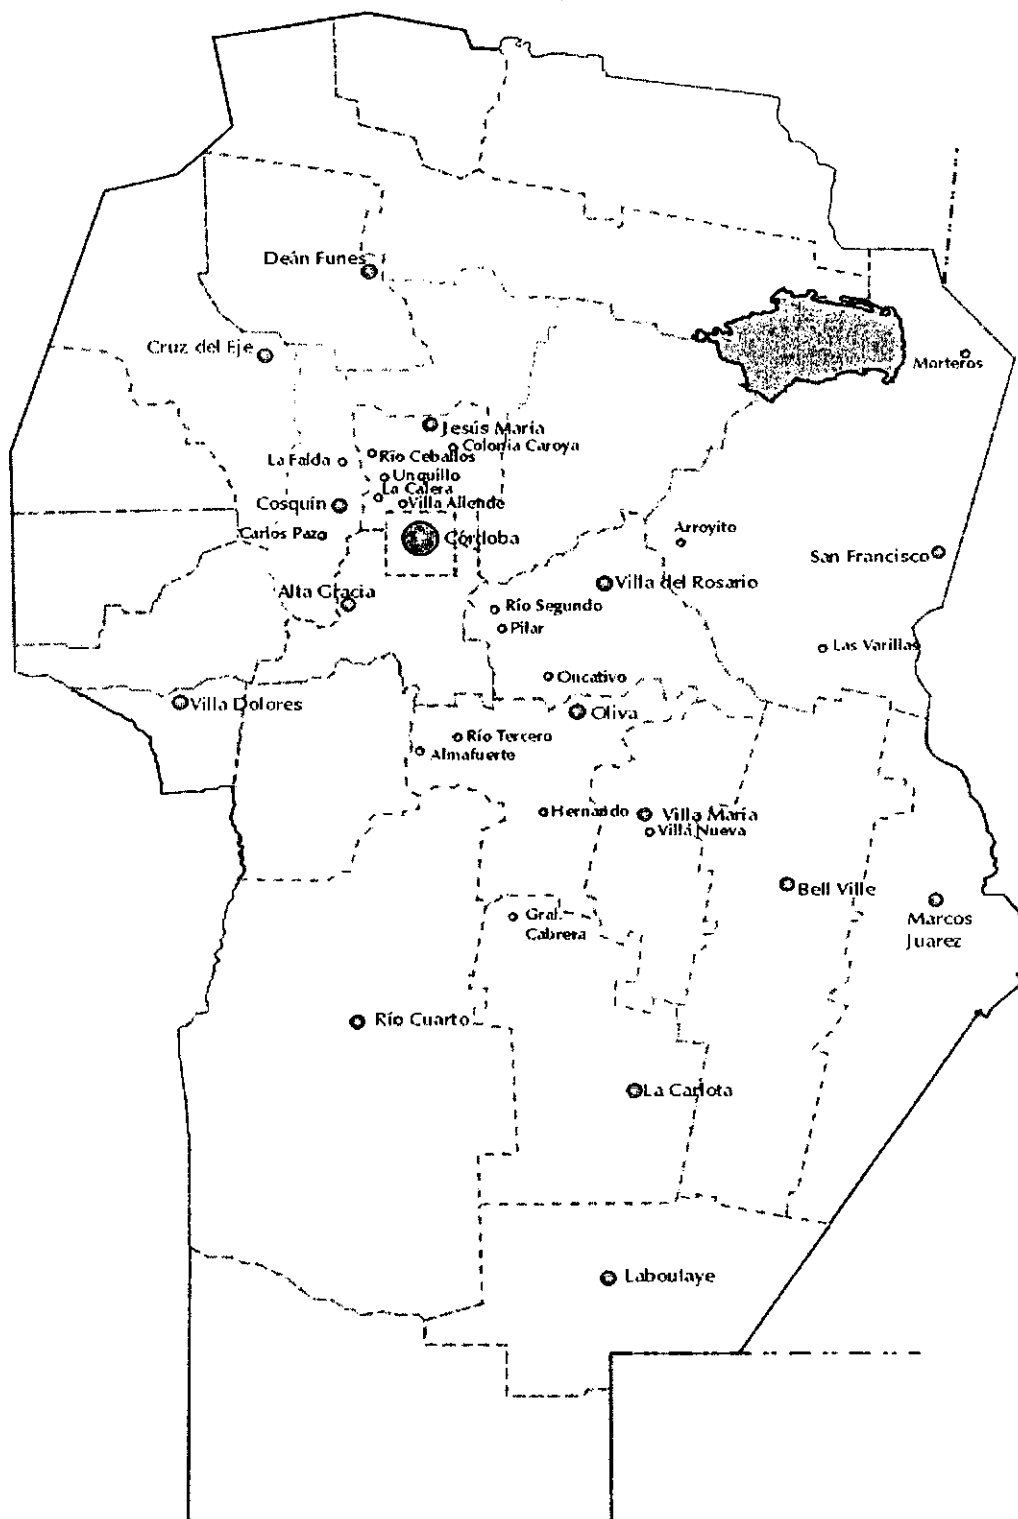 Deán Funes
Cruz del Eje
Morteros
Jesús María
Colonia Caroya
La Falda
Río Ceballos
Unquillo
La Calera
Cosquín
Villa Allende
Carlos Paz
Córdoba
Arroyito
San Francisco
Alta Gracia
Villa del Rosario
Río Segundo
Pilar
Las Varillas
Oncativo
Villa Dolores
Oliva
Río Tercero
Almafuerte
Hernando
Villa María
Villa Nueva
Bell Ville
Gral.
Cabrera
Marcos
Juarez
Río Cuarto
La Carlota
Laboulaye